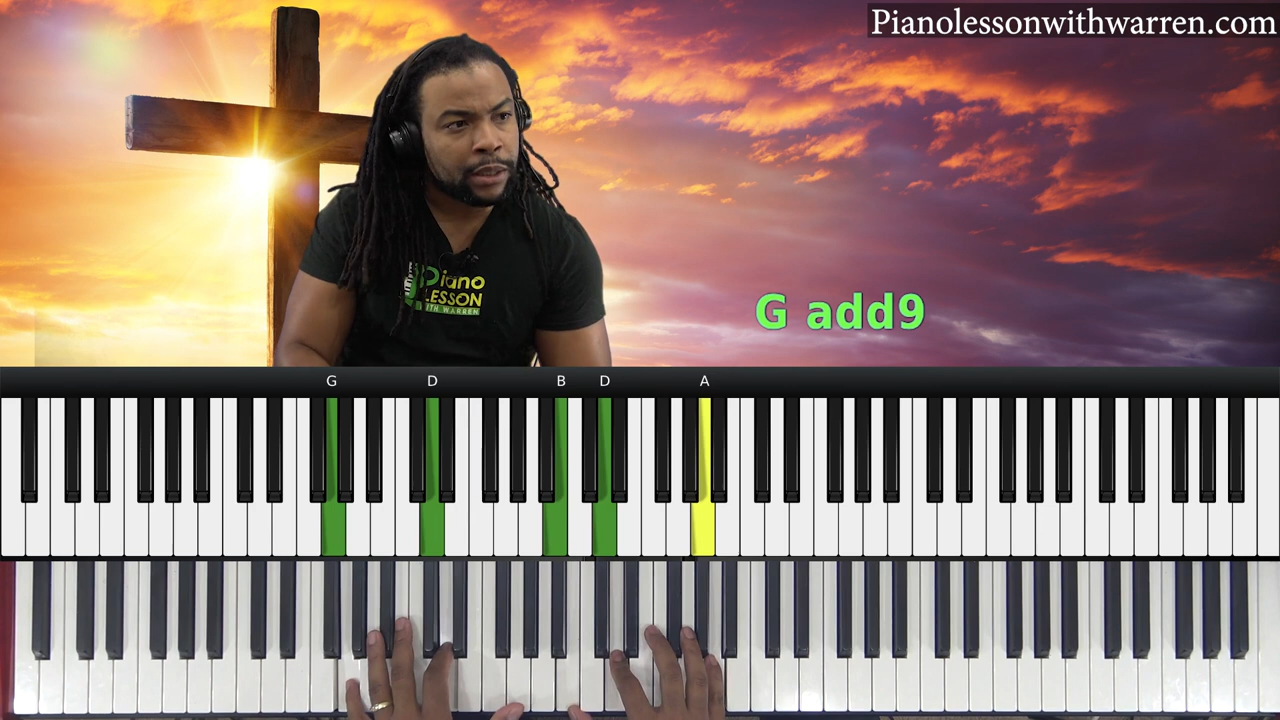 Pianolessonwithwarren.com
Piano
LESSON
WITH WARREN
G add9
G D B D A